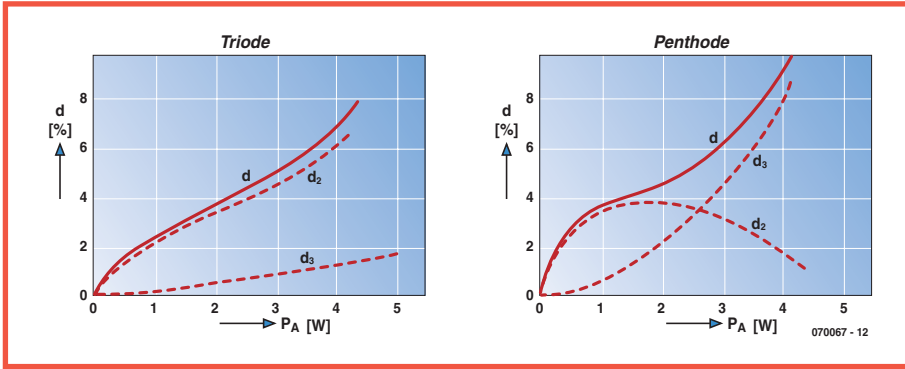 Triode
d
[%]
8
6
4
2
0
d
d2
d3
0 1 2 3 4 5
PA [W]
Penthode
d
[%]
8
6
4
2
0
d
d3
d2
0 1 2 3 4 5
PA [W]
070067 - 12